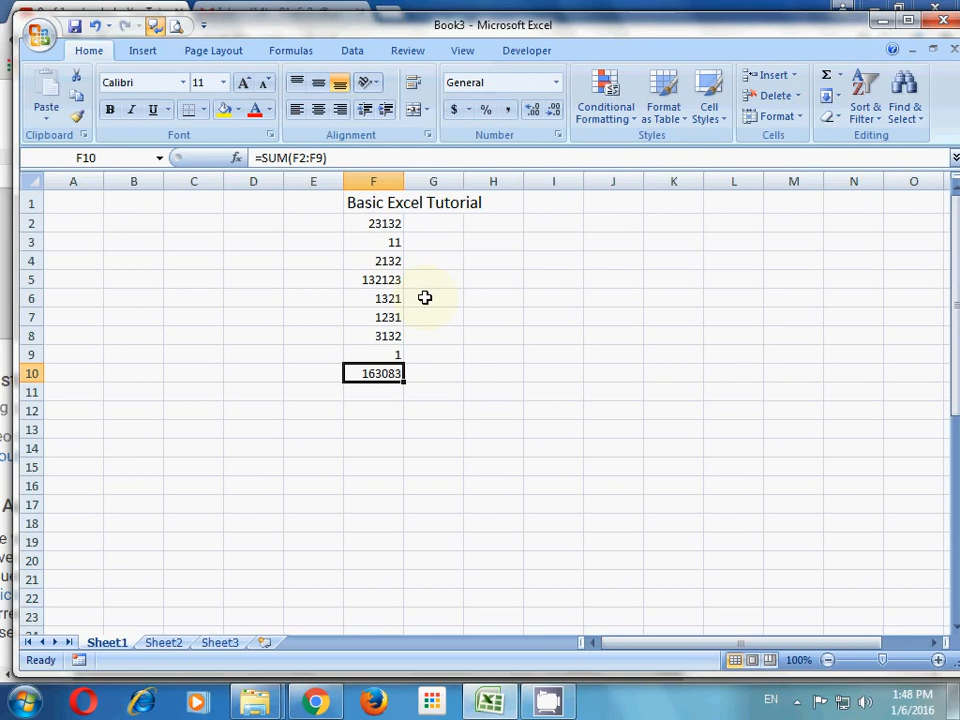 Book3 - Microsoft Excel
Home Insert Page Layout Formulas Data Review View Developer
Paste Calibri 11 General Conditional Formatting Format as Table Cell Styles Insert Delete Format Sort & Filter Find & Select
B I U A $ % ,
Clipboard Font Alignment Number Styles Cells Editing
F10 fx =SUM(F2:F9)
A B C D E F G H I J K L M N O
1 Basic Excel Tutorial
2 23132
3 11
4 2132
5 132123
6 1321
7 1231
8 3132
9 1
10 163083
11
12
13
14
15
16
17
18
19
20
21
22
23
Sheet1 Sheet2 Sheet3
Ready 100%
EN 1:48 PM
1/6/2016